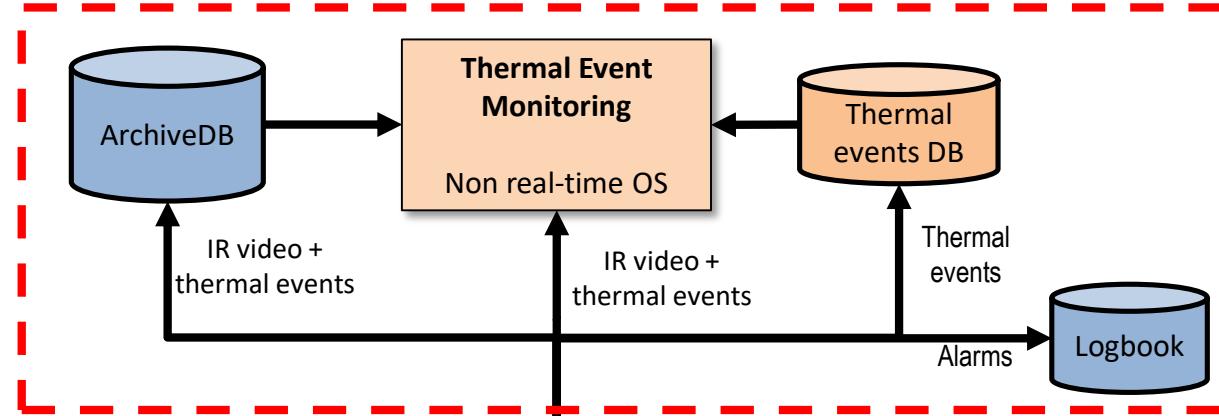 Thermal Event
Monitoring
Non real-time OS
ArchiveDB
Thermal
events DB
IR video +
thermal events
IR video +
thermal events
Thermal
events
Alarms
Logbook